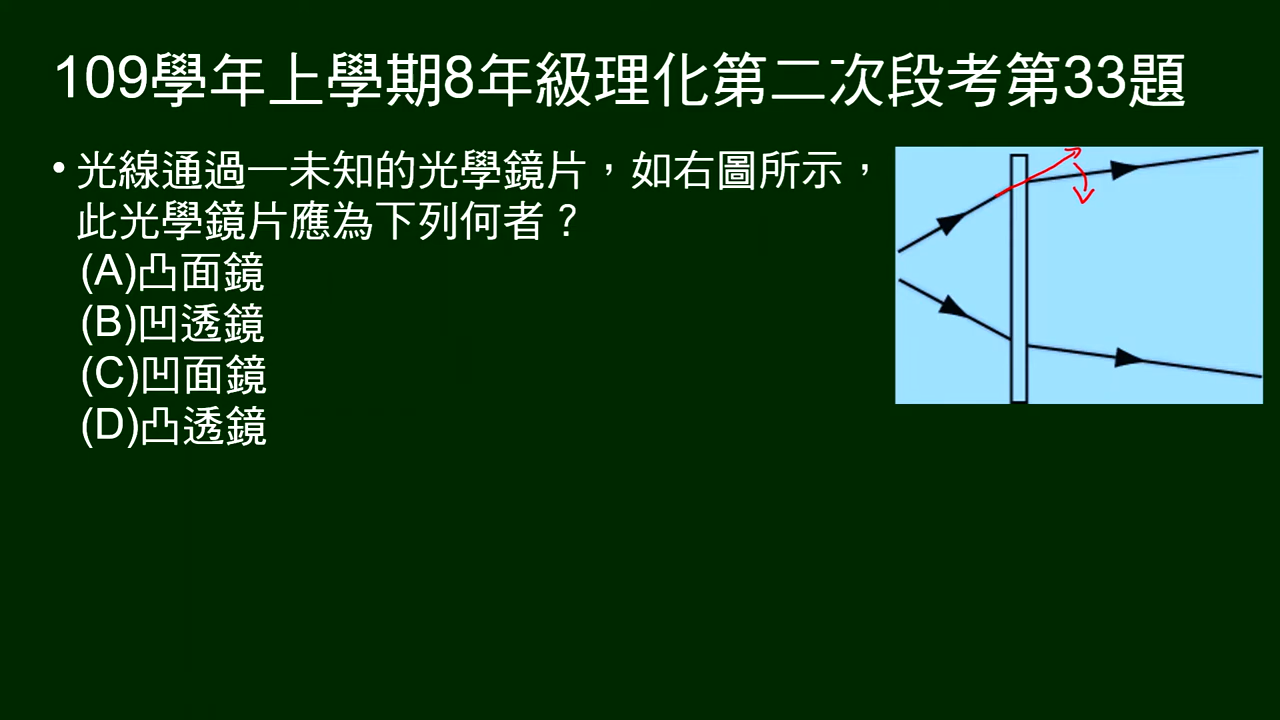 109學年上學期8年級理化第二次段考第33題
•光線通過一未知的光學鏡片，如右圖所示，
此光學鏡片應為下列何者？
(A)凸面鏡
(B)凹透鏡
(C)凹面鏡
(D)凸透鏡